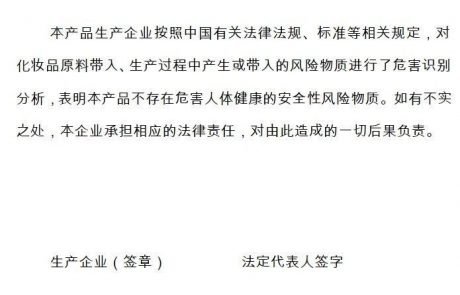 本产品生产企业按照中国有关法律法规、标准等相关规定，对
化妆品原料带入、生产过程中产生或带入的风险物质进行了危害识别
分析，表明本产品不存在危害人体健康的安全性风险物质。如有不实
之处，本企业承担相应的法律责任，对由此造成的一切后果负责。
生产企业（签章） 法定代表人签字